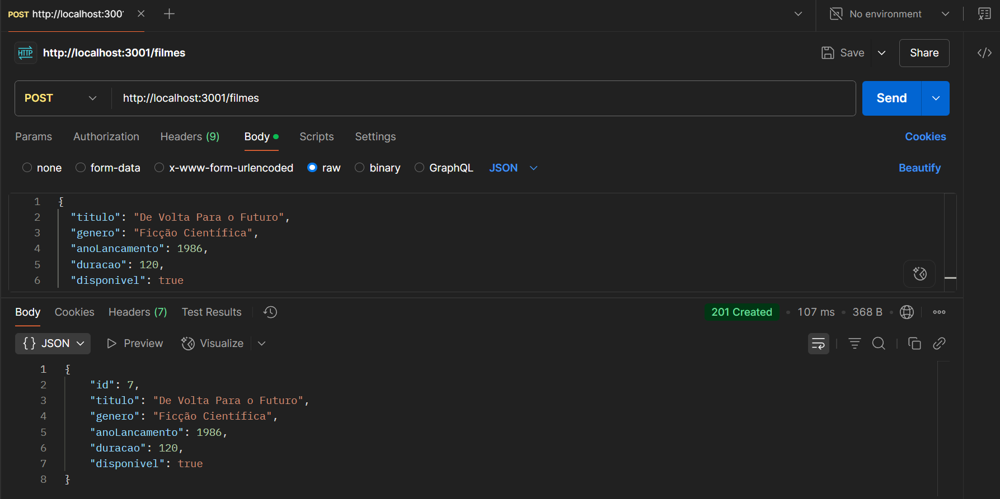 POST http://localhost:300
No environment
HTTP http://localhost:3001/filmes
Save
Share
POST http://localhost:3001/filmes
Send
Params Authorization Headers (9) Body Scripts Settings Cookies
none form-data x-www-form-urlencoded raw binary GraphQL JSON Beautify
1 {
2 "titulo": "De Volta Para o Futuro",
3 "genero": "Ficção Científica",
4 "anoLancamento": 1986,
5 "duracao": 120,
6 "disponivel": true
Body Cookies Headers (7) Test Results 201 Created • 107 ms • 368 B •
{} JSON Preview Visualize
1 {
2 "id": 7,
3 "titulo": "De Volta Para o Futuro",
4 "genero": "Ficção Científica",
5 "anoLancamento": 1986,
6 "duracao": 120,
7 "disponivel": true
8 }